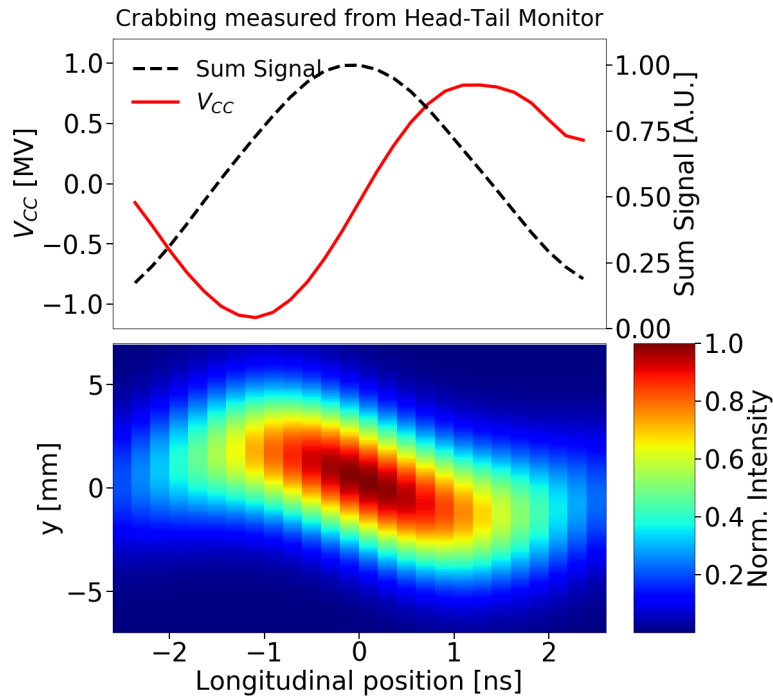 Crabbing measured from Head-Tail Monitor
1.0
0.5
0.0
−0.5
−1.0
V_CC [MV]
Sum Signal
V_CC
1.00
0.75
0.50
0.25
0.00
Sum Signal [A.U.]
5
0
−5
y [mm]
−2 −1 0 1 2
Longitudinal position [ns]
1.0
0.8
0.6
0.4
0.2
Norm. Intensity